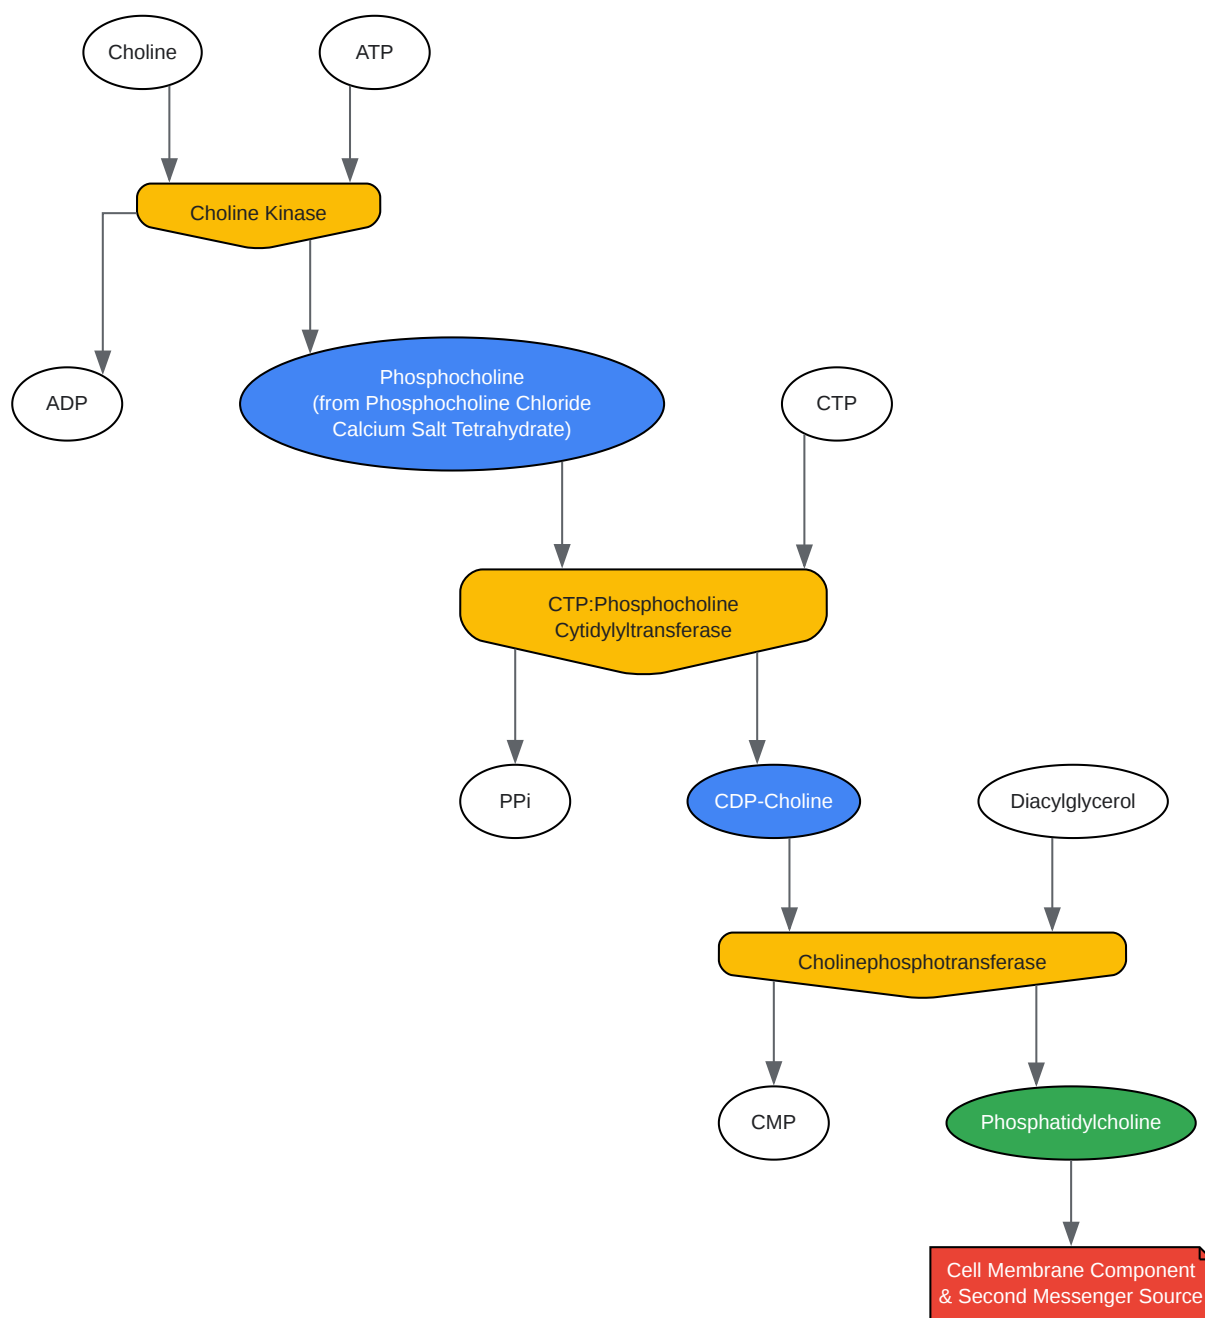 Choline
ATP
Choline Kinase
ADP
Phosphocholine
(from Phosphocholine Chloride
Calcium Salt Tetrahydrate)
CTP
CTP:Phosphocholine
Cytidylyltransferase
PPi
CDP-Choline
Diacylglycerol
Cholinephosphotransferase
CMP
Phosphatidylcholine
Cell Membrane Component
& Second Messenger Source